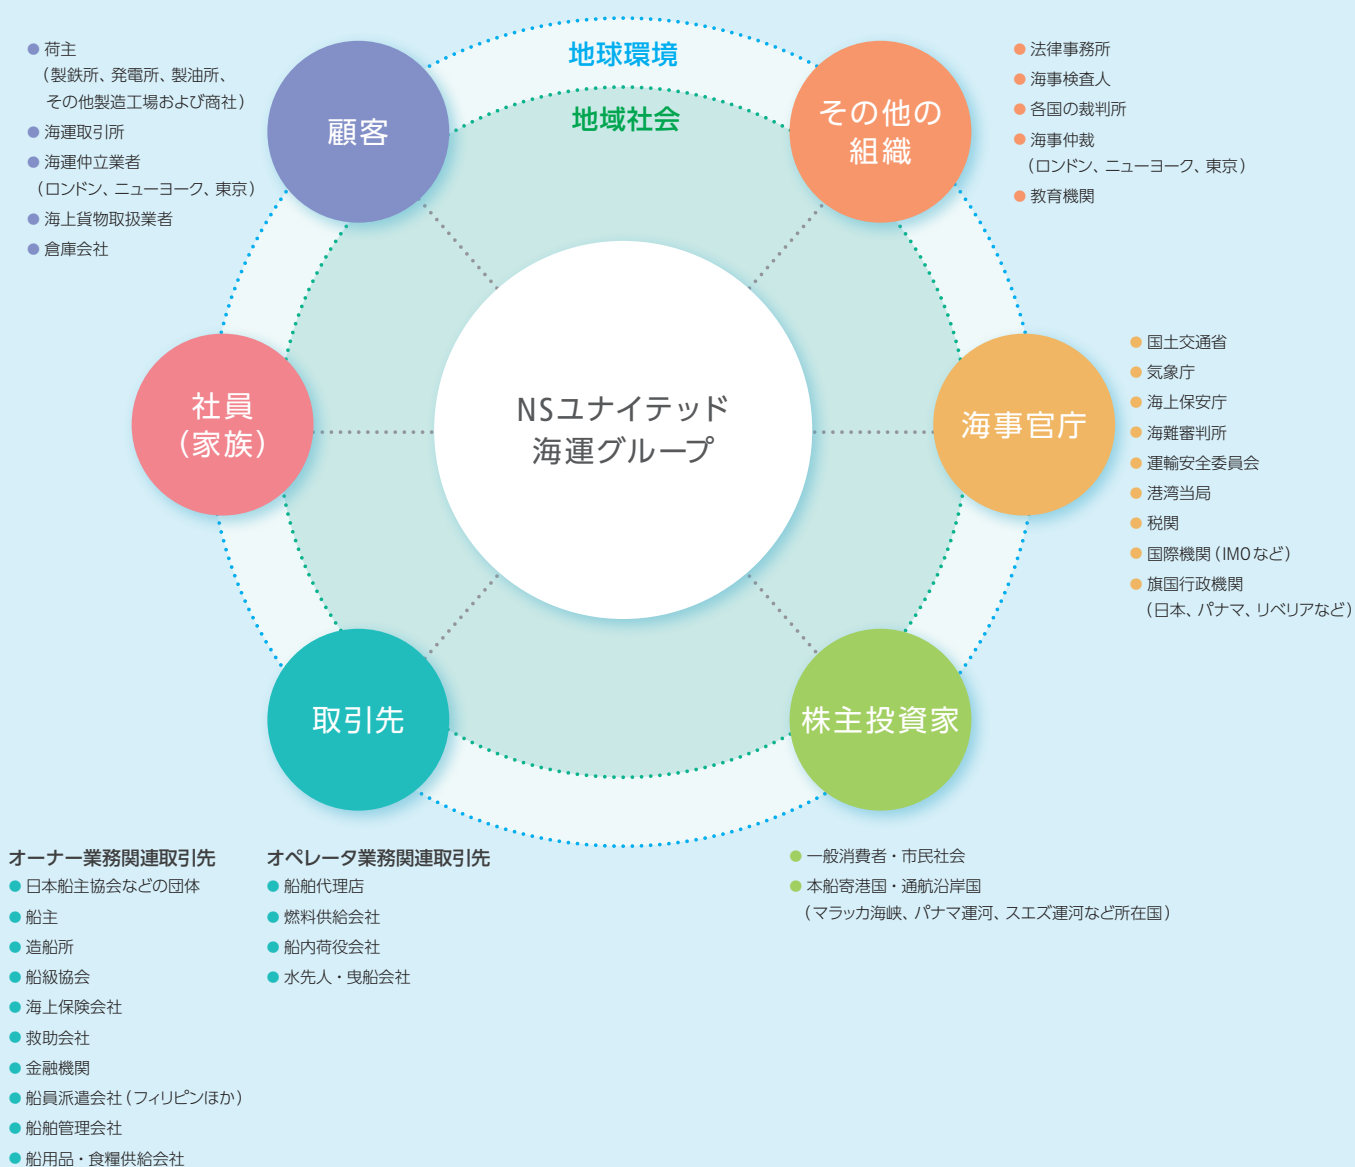 地球環境
地域社会
顧客
荷主
（製鉄所、発電所、製油所、
その他製造工場および商社）
海運取引所
海運仲立業者
（ロンドン、ニューヨーク、東京）
海上貨物取扱業者
倉庫会社
その他の
組織
法律事務所
海事検査人
各国の裁判所
海事仲裁
（ロンドン、ニューヨーク、東京）
教育機関
社員
（家族）
NSユナイテッド
海運グループ
海事官庁
国土交通省
気象庁
海上保安庁
海難審判所
運輸安全委員会
港湾当局
税関
国際機関（IMOなど）
旗国行政機関
（日本、パナマ、リベリアなど）
取引先
オーナー業務関連取引先
日本船主協会などの団体
船主
造船所
船級協会
海上保険会社
救助会社
金融機関
船員派遣会社（フィリピンほか）
船舶管理会社
船用品・食糧供給会社
オペレータ業務関連取引先
船舶代理店
燃料供給会社
船内荷役会社
水先人・曳船会社
株主投資家
一般消費者・市民社会
本船寄港国・通航沿岸国
（マラッカ海峡、パナマ運河、スエズ運河など所在国）